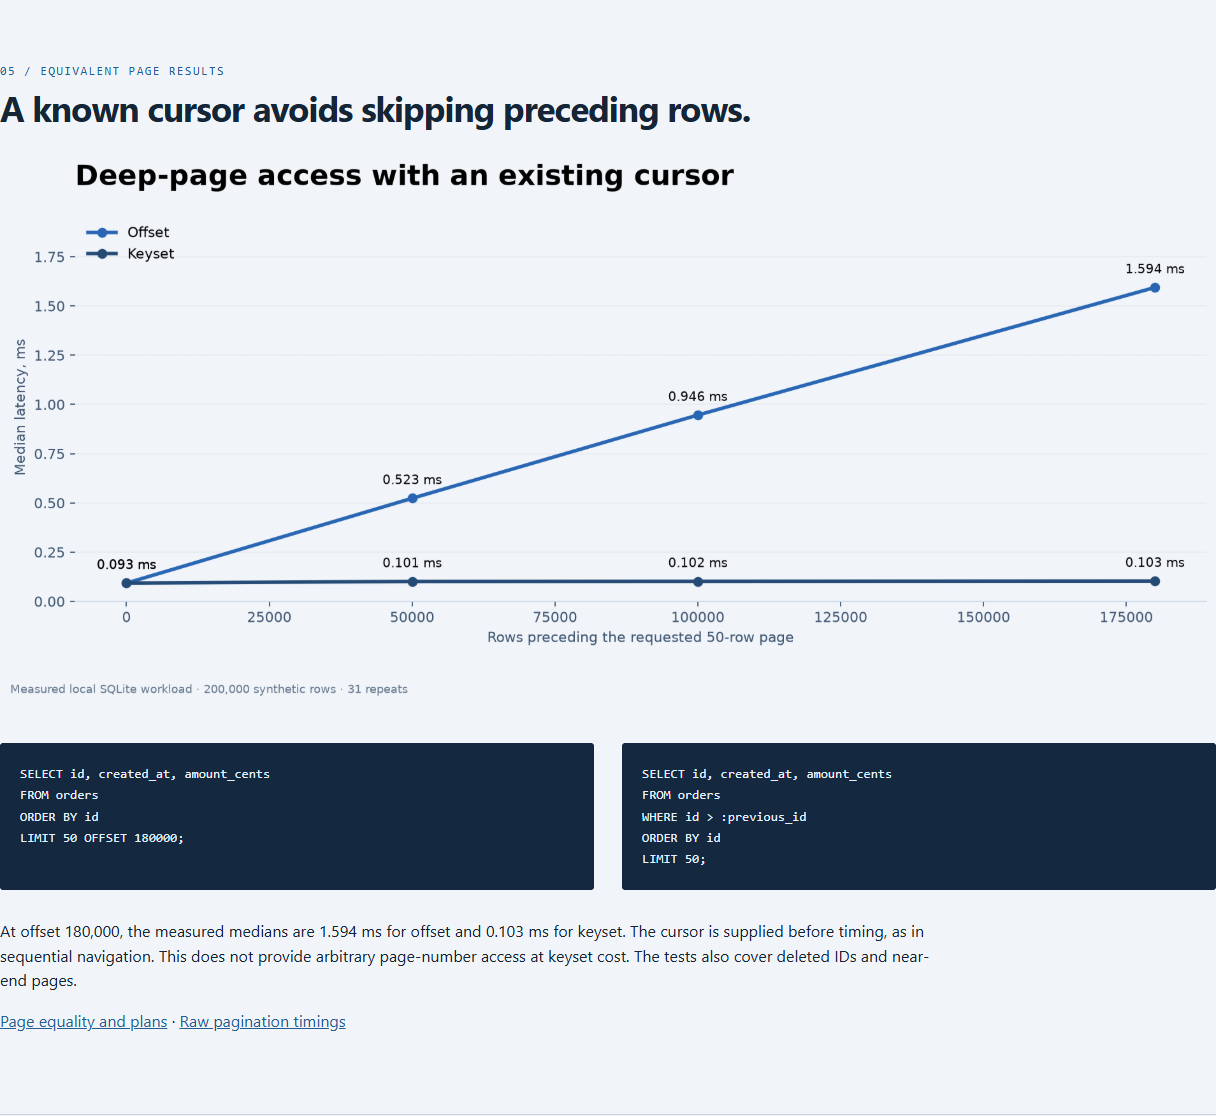 05 / EQUIVALENT PAGE RESULTS
A known cursor avoids skipping preceding rows.
Deep-page access with an existing cursor
Offset
Keyset
1.75
1.50
1.25
1.00
0.75
0.50
0.25
0.00
Median latency, ms
1.594 ms
0.946 ms
0.523 ms
0.093 ms
0.101 ms
0.102 ms
0.103 ms
0
25000
50000
75000
100000
125000
150000
175000
Rows preceding the requested 50-row page
Measured local SQLite workload · 200,000 synthetic rows · 31 repeats
SELECT id, created_at, amount_cents
FROM orders
ORDER BY id
LIMIT 50 OFFSET 180000;
SELECT id, created_at, amount_cents
FROM orders
WHERE id > :previous_id
ORDER BY id
LIMIT 50;
At offset 180,000, the measured medians are 1.594 ms for offset and 0.103 ms for keyset. The cursor is supplied before timing, as in
sequential navigation. This does not provide arbitrary page-number access at keyset cost. The tests also cover deleted IDs and near-
end pages.
Page equality and plans · Raw pagination timings